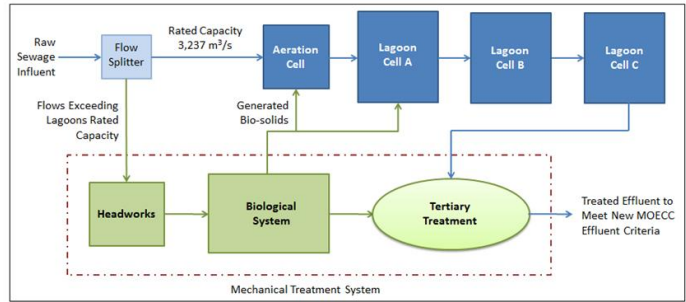 Raw
Sewage
Influent
Flow
Splitter
Rated Capacity
3,237 m³/s
Aeration
Cell
Lagoon
Cell A
Lagoon
Cell B
Lagoon
Cell C
Flows Exceeding
Lagoons Rated
Capacity
Generated
Bio-solids
Headworks
Biological
System
Tertiary
Treatment
Treated Effluent to
Meet New MOECC
Effluent Criteria
Mechanical Treatment System